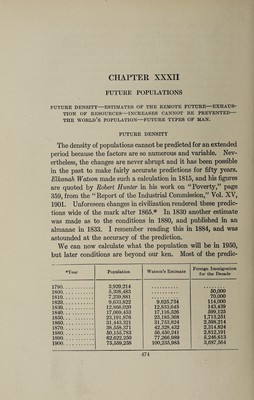 CHAPTER XXXII
FUTURE POPULATIONS
FUTURE DENSITY—ESTIMATES OF THE REMOTE FUTURE—EXHAUS-
TION OF RESOURCES—INCREASES CANNOT BE PREVENTED—
THE WORLD'S POPULATION—FUTURE TYPES OF MAN.
FUTURE DENSITY
The density of populations cannot be predicted for an extended
period because the factors are so numerous and variable. Nev-
ertheless, the changes are never abrupt and it has been possible
in the past to make fairly accurate predictions for fifty years.
Elkanah Watson made such a calculation in 1815, and his figures
are quoted by Robert Hunter in his work on "Poverty," page
359, from the "Report of the Industrial Commission," Vol. XV,
1901. Unforeseen changes in civilization rendered these predic-
tions wide of the mark after 1865.* In 1830 another estimate
was made as to the conditions in 1880, and published in an
almanac in 1833. I remember reading this in 1884, and was
astounded at the accuracy of the prediction.
We can now calculate what the population will be in 1950,
but later conditions are beyond our ken. Most of the predic-
*Year Population Watson's Estimate Foreign Immigration
for the Decade
1790.......... 3,929,214 ..........
1800.......... 5,308,483 .......... 50,000
1810.......... 7,239,881 .......... 70,000
1820.......... 9,633,822 9,625,734 114,000
1830.......... 12,866,020 12,833,645 143,439
1840.......... 17,069,453 17,116,526 599,125
1850.......... 23,191,876 23,185,368 1,713,251
1860.......... 31,443,321 31,753,824 2,598,214
1870.......... 38,558,371 42,328,432 2,314,824
1880.......... 50,155,783 56,450,241 2,812,191
1890.......... 62,622,250 77,266,989 5,246,613
1900.......... 75,559,258 100,235,985 3,687,564
474